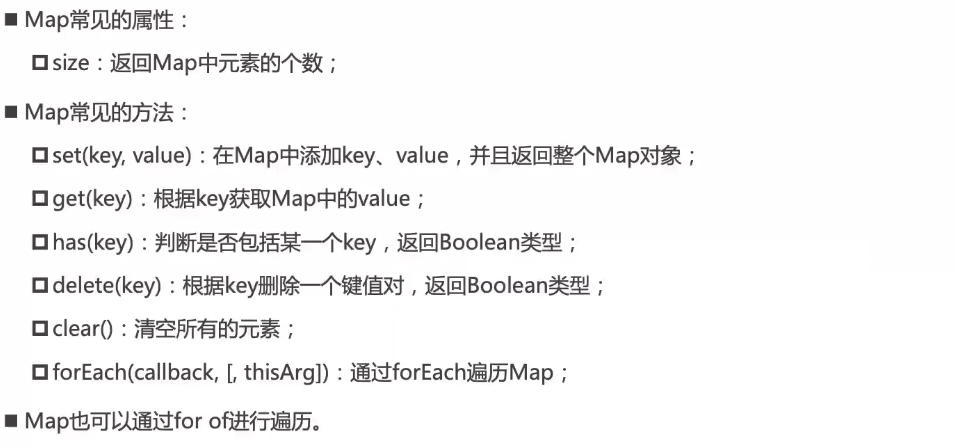 ■ Map常见的属性：
□ size：返回Map中元素的个数；
■ Map常见的方法：
□ set(key, value)：在Map中添加key、value，并且返回整个Map对象；
□ get(key)：根据key获取Map中的value；
□ has(key)：判断是否包括某一个key，返回Boolean类型；
□ delete(key)：根据key删除一个键值对，返回Boolean类型；
□ clear()：清空所有的元素；
□ forEach(callback, [, thisArg])：通过forEach遍历Map；
■ Map也可以通过for of进行遍历。